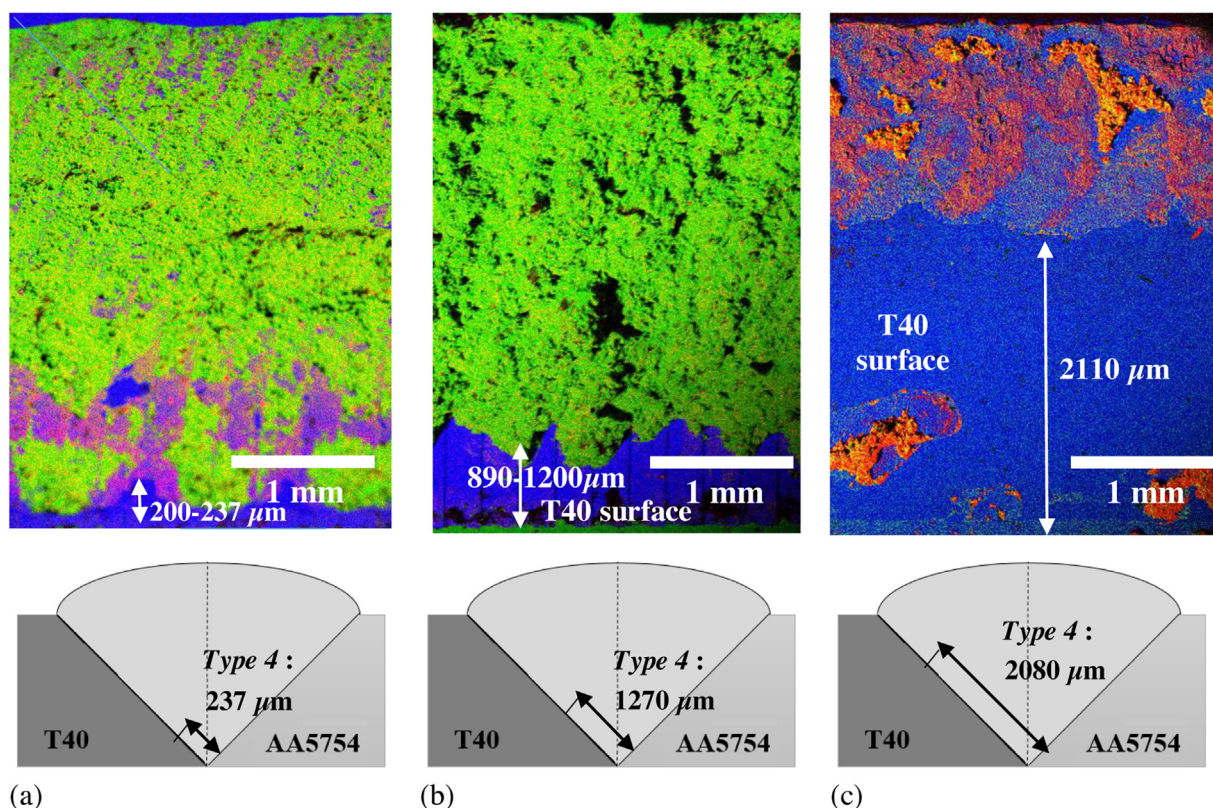 200-237 µm
1 mm
890-1200µm
T40 surface
1 mm
T40
surface
2110 µm
1 mm
Type 4 :
237 µm
T40
AA5754
Type 4 :
1270 µm
T40
AA5754
Type 4 :
2080 µm
T40
AA5754
(a)
(b)
(c)